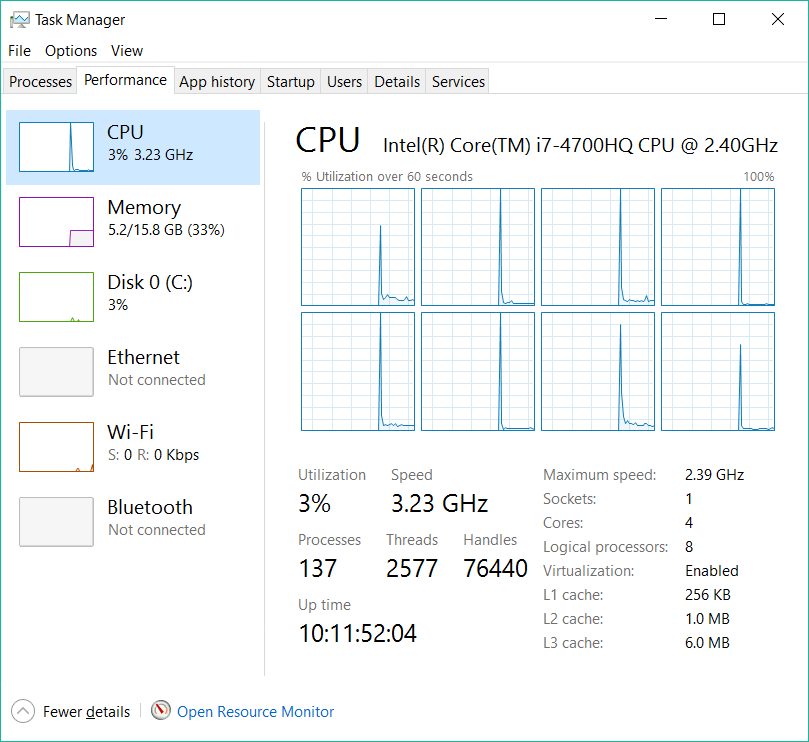 Task Manager
File Options View
Processes Performance App history Startup Users Details Services
CPU
3% 3.23 GHz
Memory
5.2/15.8 GB (33%)
Disk 0 (C:)
3%
Ethernet
Not connected
Wi-Fi
S: 0 R: 0 Kbps
Bluetooth
Not connected
CPU Intel(R) Core(TM) i7-4700HQ CPU @ 2.40GHz
% Utilization over 60 seconds 100%
Utilization Speed
3% 3.23 GHz
Processes Threads Handles
137 2577 76440
Up time
10:11:52:04
Maximum speed: 2.39 GHz
Sockets: 1
Cores: 4
Logical processors: 8
Virtualization: Enabled
L1 cache: 256 KB
L2 cache: 1.0 MB
L3 cache: 6.0 MB
Fewer details Open Resource Monitor